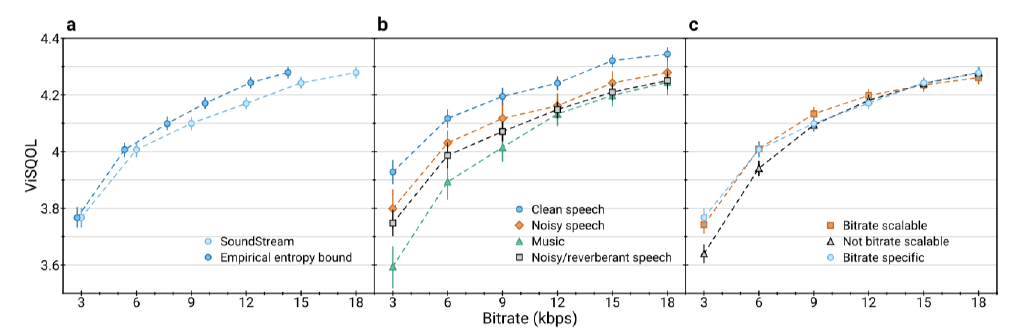 a
b
c
4.4
4.2
4
3.8
3.6
ViSQOL
SoundStream
Empirical entropy bound
Clean speech
Noisy speech
Music
Noisy/reverberant speech
Bitrate scalable
Not bitrate scalable
Bitrate specific
3 6 9 12 15 18
3 6 9 12 15 18
3 6 9 12 15 18
Bitrate (kbps)